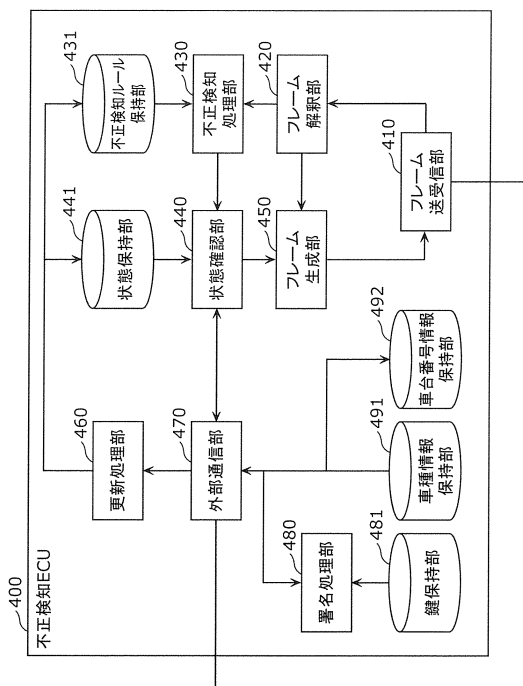 400
不正検知ECU
460
更新処理部
441
状態保持部
431
不正検知ルール
保持部
470
外部通信部
440
状態確認部
430
不正検知
処理部
480
署名処理部
450
フレーム
生成部
420
フレーム
解釈部
481
鍵保持部
491
車種情報
保持部
492
車台番号情報
保持部
410
フレーム
送受信部